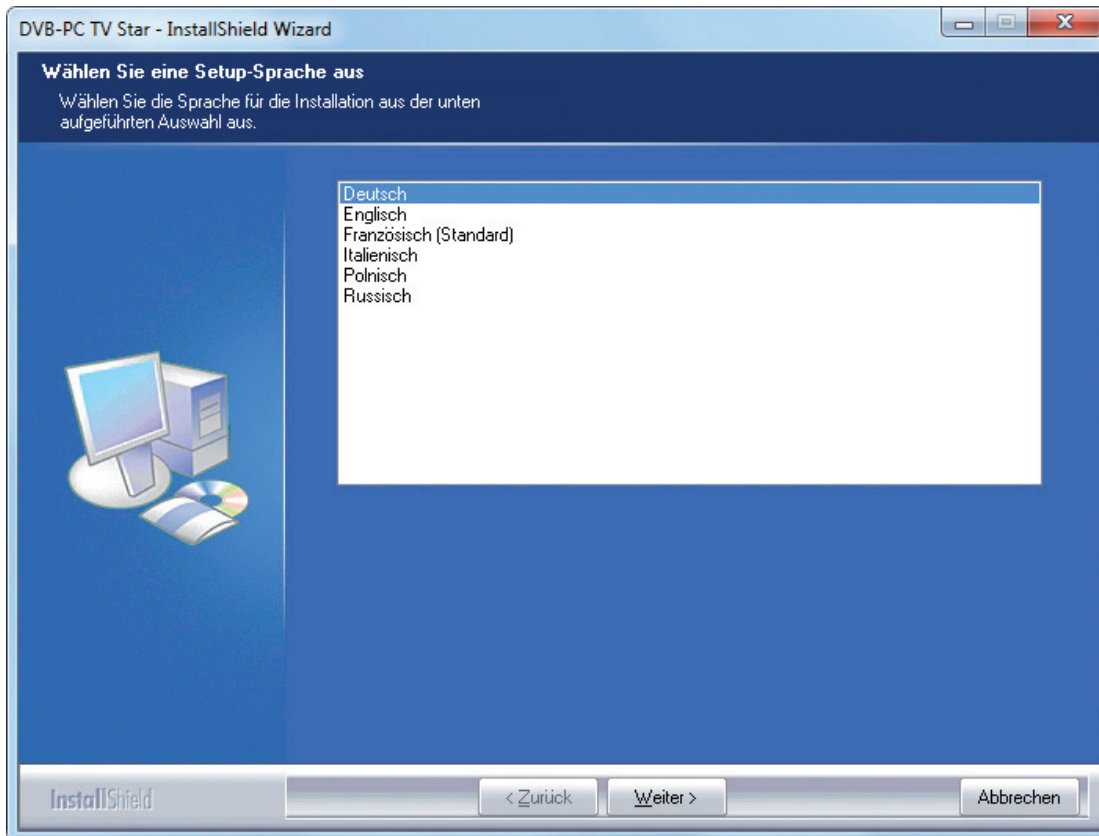 DVB-PC TV Star - InstallShield Wizard
Wählen Sie eine Setup-Sprache aus
Wählen Sie die Sprache für die Installation aus der unten
aufgeführten Auswahl aus.
Deutsch
Englisch
Französisch (Standard)
Italienisch
Polnisch
Russisch
InstallShield
< Zurück
Weiter >
Abbrechen